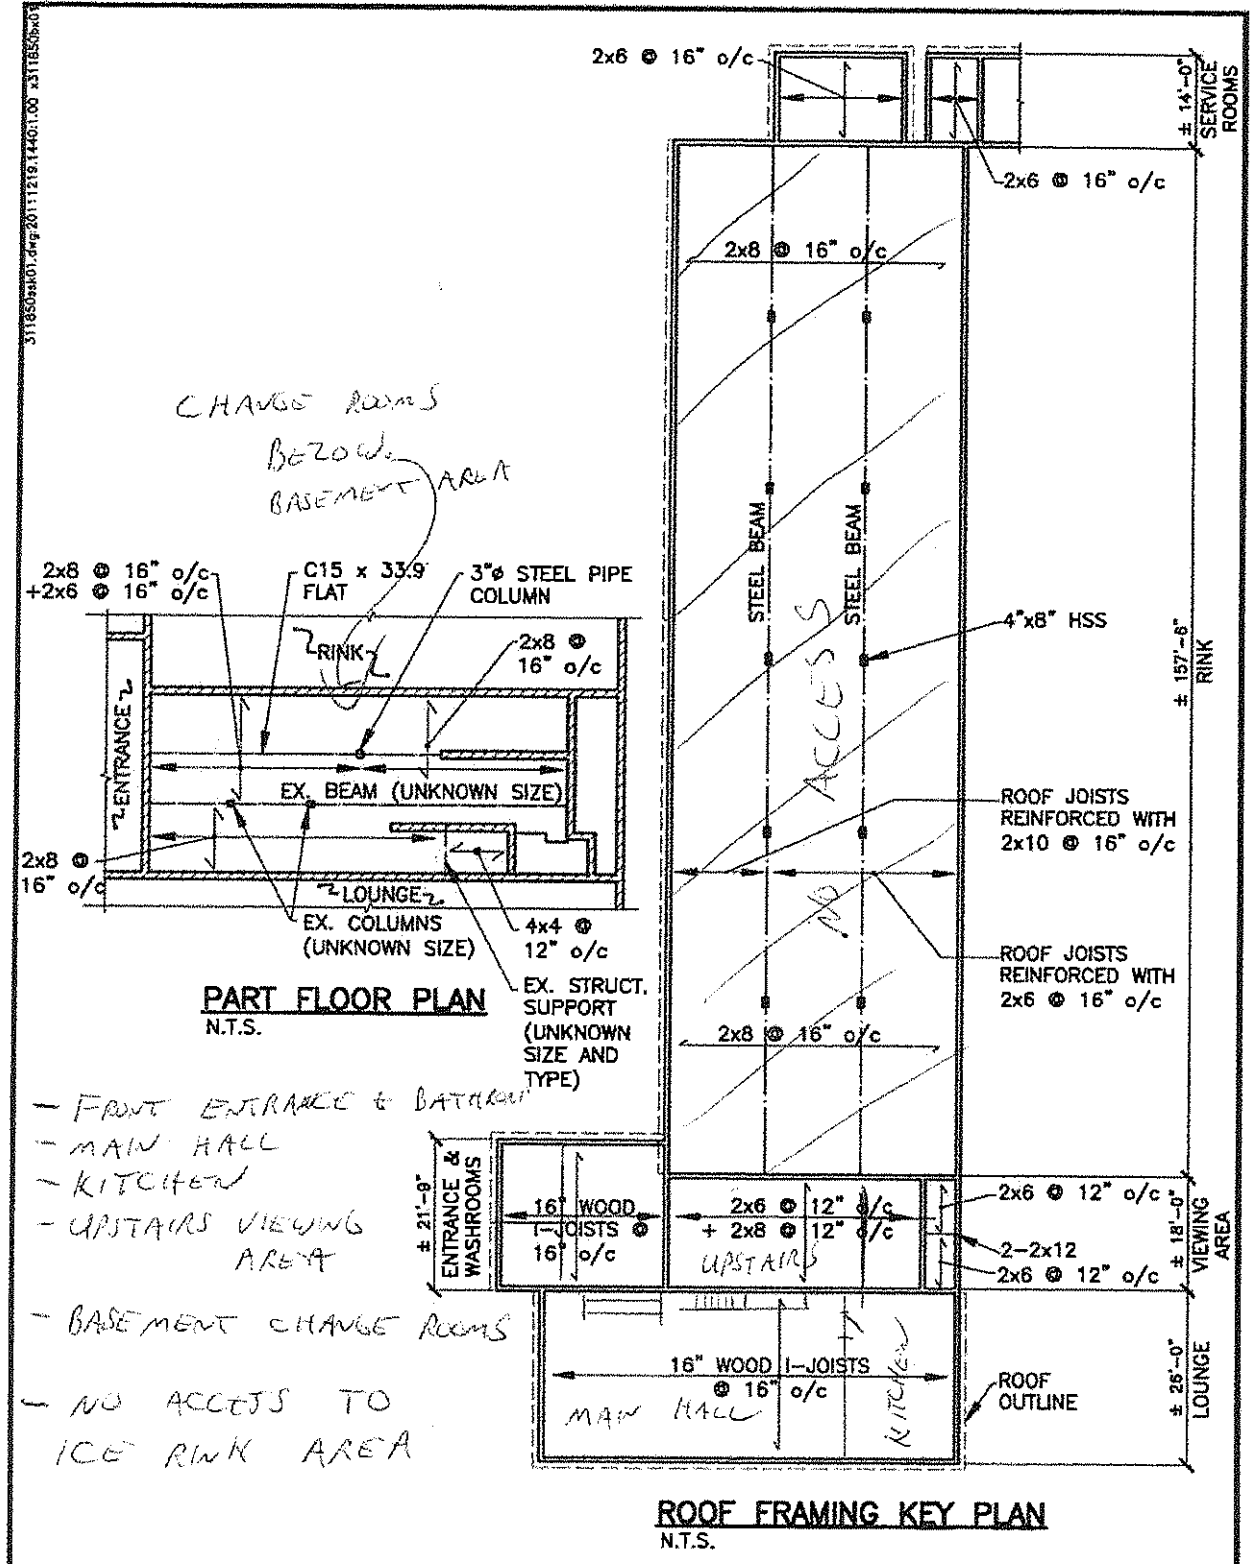 311850ssk01.dwg:20111219.1440:1.00
2x6 @ 16" o/c
± 14'-0"
SERVICE
ROOMS
2x6 @ 16" o/c
2x8 @ 16" o/c
CHANGE ROOMS
BELOW.
BASEMENT AREA
2x8 @ 16" o/c
+2x6 @ 16" o/c
C15 x 33.9
FLAT
3"ø STEEL PIPE
COLUMN
STEEL BEAM
STEEL BEAM
RINK
2x8 @
16" o/c
4"x8" HSS
± 157'-6"
RINK
ENTRANCE
EX. BEAM (UNKNOWN SIZE)
NO ACCESS
ROOF JOISTS
REINFORCED WITH
2x10 @ 16" o/c
2x8 @
16" o/c
LOUNGE
EX. COLUMNS
(UNKNOWN SIZE)
4x4 @
12" o/c
ROOF JOISTS
REINFORCED WITH
2x6 @ 16" o/c
EX. STRUCT.
SUPPORT
(UNKNOWN
SIZE AND
TYPE)
PART FLOOR PLAN
N.T.S.
2x8 @ 16" o/c
- FRONT ENTRANCE & BATHROOM
- MAIN HALL
- KITCHEN
- UPSTAIRS VIEWING
AREA
- BASEMENT CHANGE ROOMS
- NO ACCESS TO
ICE RINK AREA
± 21'-9"
ENTRANCE &
WASHROOMS
16" WOOD
I-JOISTS @
16" o/c
2x6 @ 12" o/c
+ 2x8 @ 12" o/c
UPSTAIRS
2x6 @ 12" o/c
2-2x12
2x6 @ 12" o/c
± 18'-0"
VIEWING
AREA
16" WOOD I-JOISTS
@ 16" o/c
MAIN HALL
KITCHEN
ROOF
OUTLINE
± 26'-0"
LOUNGE
ROOF FRAMING KEY PLAN
N.T.S.